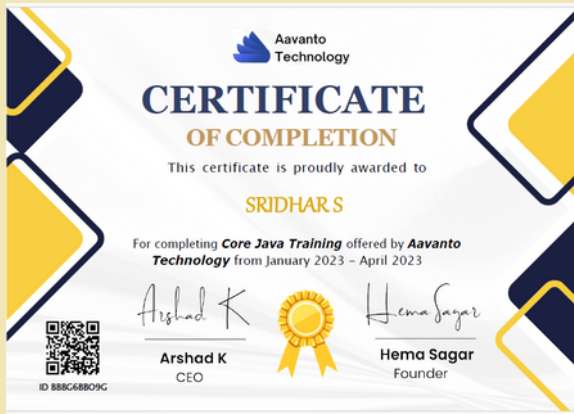 Aavanto
Technology
CERTIFICATE
OF COMPLETION
This certificate is proudly awarded to
SRIDHAR S
For completing Core Java Training offered by Aavanto
Technology from January 2023 – April 2023
Arshad K
Hema Sagar
Arshad K
CEO
Hema Sagar
Founder
ID BBBG6BBO9G